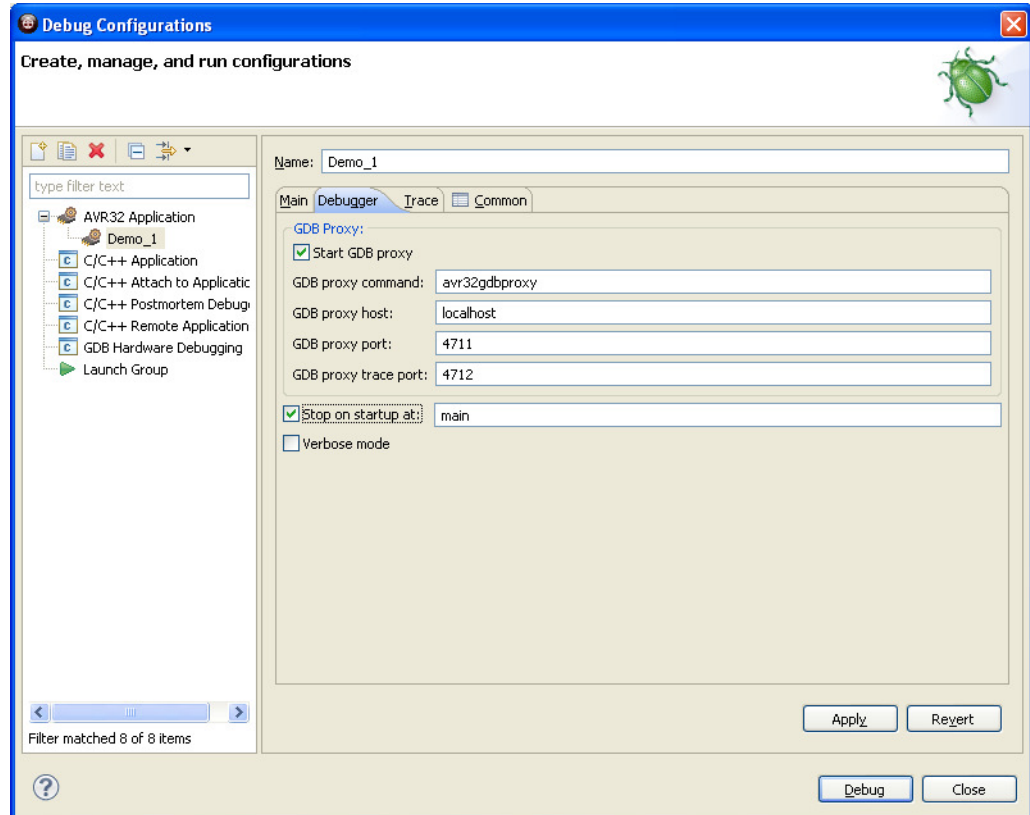 Debug Configurations
Create, manage, and run configurations
type filter text
AVR32 Application
Demo_1
C/C++ Application
C/C++ Attach to Applicatic
C/C++ Postmortem Debug
C/C++ Remote Application
GDB Hardware Debugging
Launch Group
Filter matched 8 of 8 items
Name: Demo_1
Main Debugger Trace Common
GDB Proxy:
Start GDB proxy
GDB proxy command: avr32gdbproxy
GDB proxy host: localhost
GDB proxy port: 4711
GDB proxy trace port: 4712
Stop on startup at: main
Verbose mode
Apply Revert
Debug Close